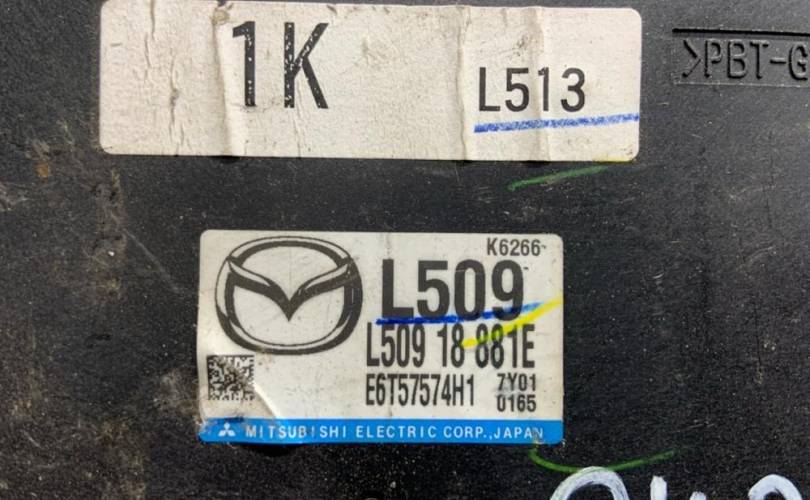 1K
L513
>PBT-G
K6266-
L509
L509 18 881E
E6T57574H1 7Y01
0165
MITSUBISHI ELECTRIC CORP.,JAPAN